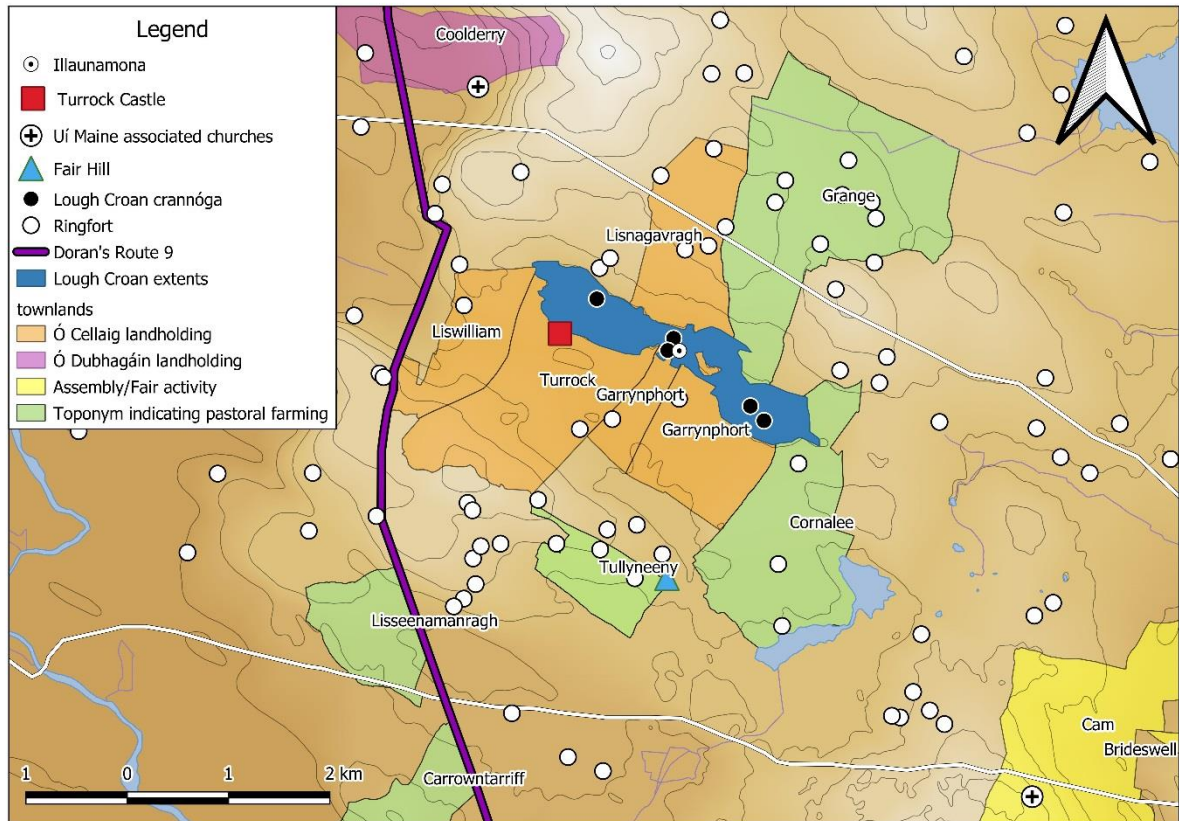 Legend
Illaunamona
Turrock Castle
Uí Maine associated churches
Fair Hill
Lough Croan crannóga
Ringfort
Doran's Route 9
Lough Croan extents
townlands
Ó Cellaig landholding
Ó Dubhagáin landholding
Assembly/Fair activity
Toponym indicating pastoral farming
Coolderry
Grange
Lisnagavragh
Liswilliam
Turrock
Garrynphort
Garrynphort
Cornalee
Tullyneeny
Lisseenamanragh
Cam
Brideswell
Carrowntarriff
1 0 1 2 km